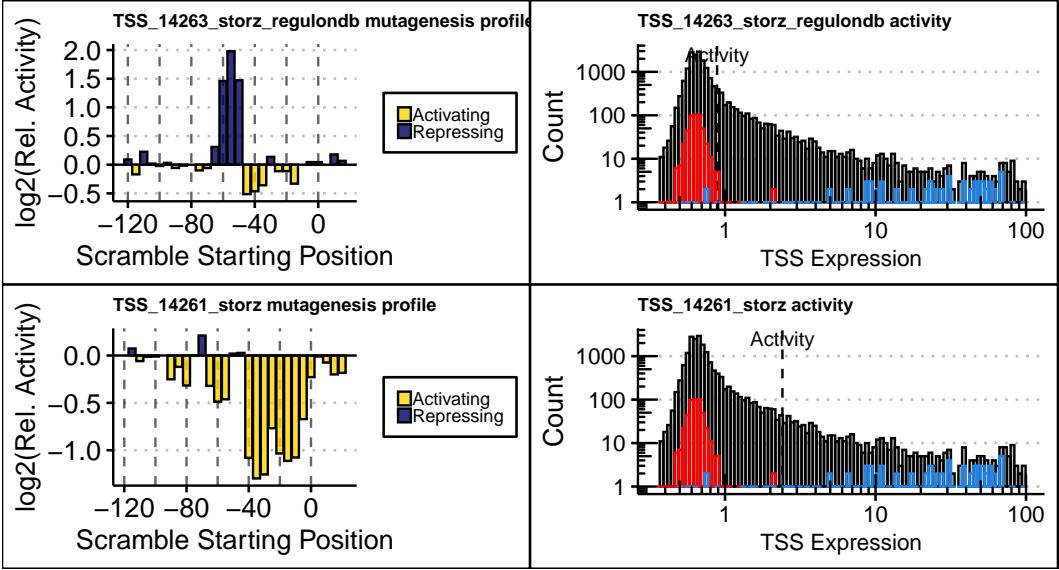 TSS_14263_storz_regulondb mutagenesis profile
log2(Rel. Activity)
2.0
1.5
1.0
0.5
0.0
−0.5
−120 −80 −40 0
Scramble Starting Position
Activating
Repressing
TSS_14263_storz_regulondb activity
Activity
Count
1000
100
10
1
1 10 100
TSS Expression
TSS_14261_storz mutagenesis profile
log2(Rel. Activity)
0.0
−0.5
−1.0
−120 −80 −40 0
Scramble Starting Position
Activating
Repressing
TSS_14261_storz activity
Activity
Count
1000
100
10
1
1 10 100
TSS Expression